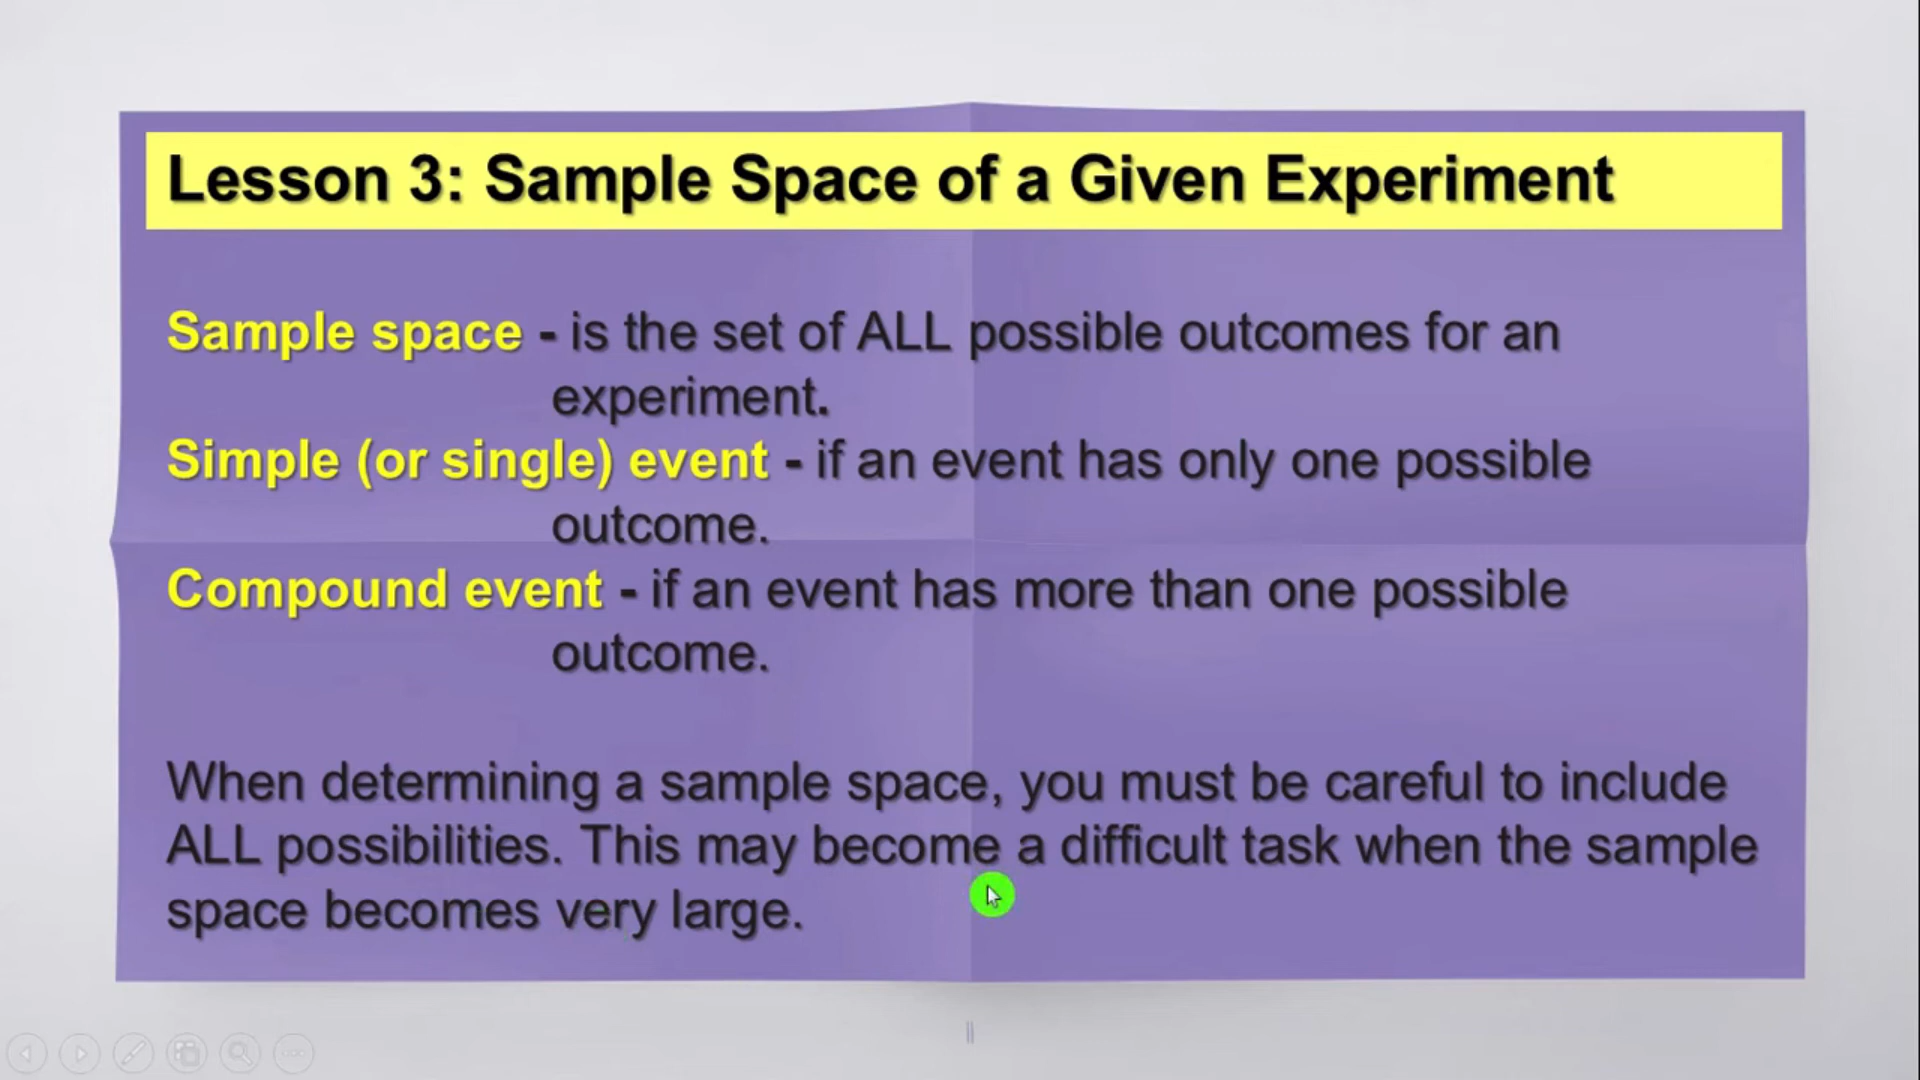 Lesson 3: Sample Space of a Given Experiment
Sample space - is the set of ALL possible outcomes for an
experiment.
Simple (or single) event - if an event has only one possible
outcome.
Compound event - if an event has more than one possible
outcome.
When determining a sample space, you must be careful to include
ALL possibilities. This may become a difficult task when the sample
space becomes very large.